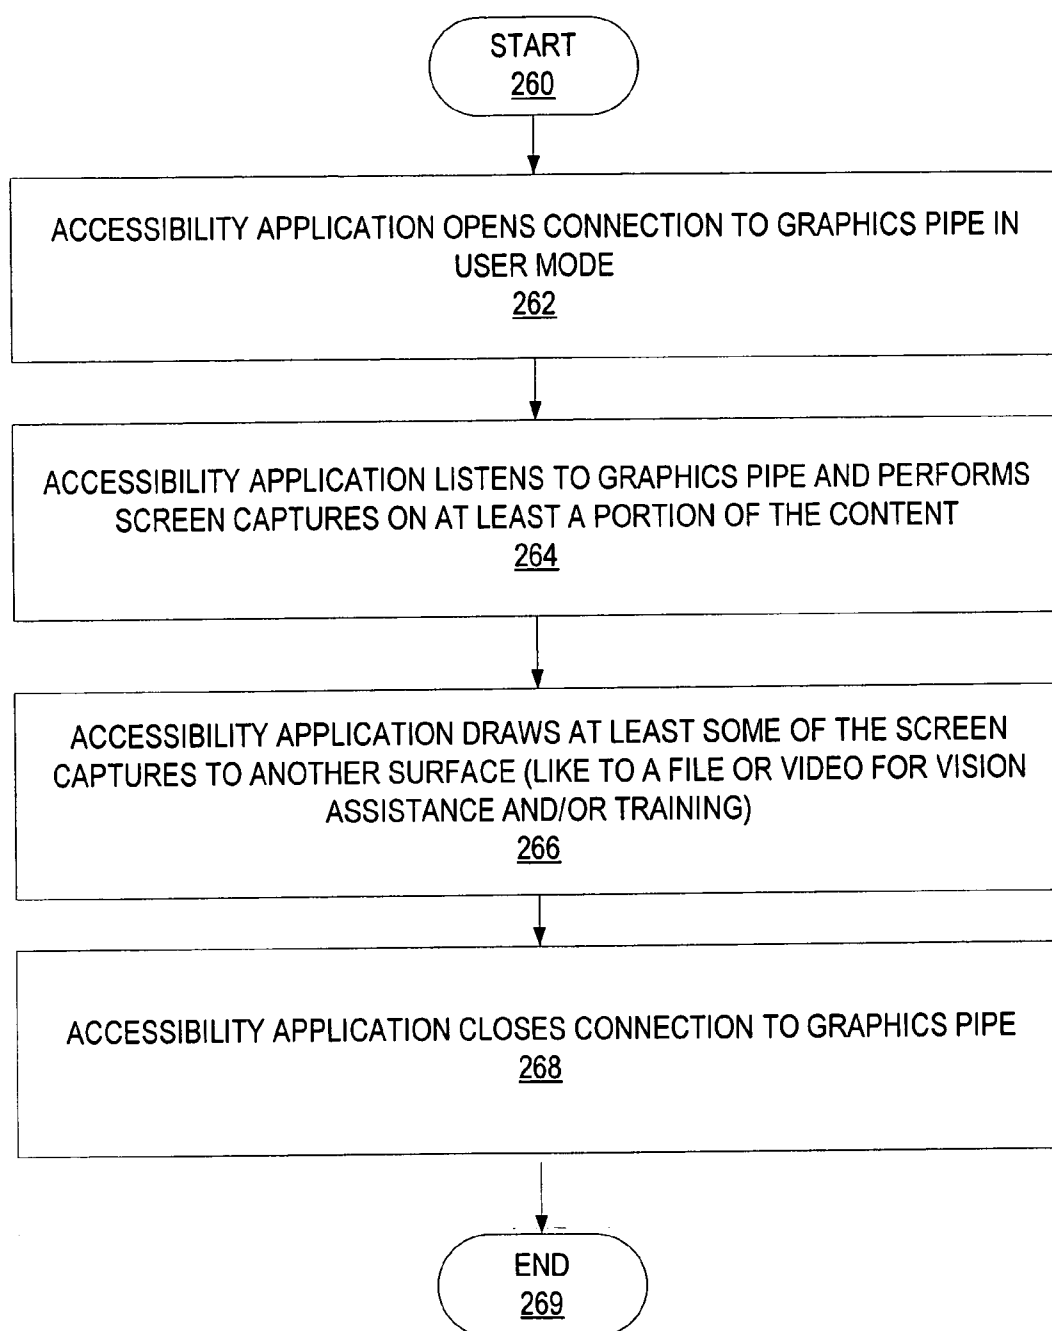 START
260
ACCESSIBILITY APPLICATION OPENS CONNECTION TO GRAPHICS PIPE IN
USER MODE
262
ACCESSIBILITY APPLICATION LISTENS TO GRAPHICS PIPE AND PERFORMS
SCREEN CAPTURES ON AT LEAST A PORTION OF THE CONTENT
264
ACCESSIBILITY APPLICATION DRAWS AT LEAST SOME OF THE SCREEN
CAPTURES TO ANOTHER SURFACE (LIKE TO A FILE OR VIDEO FOR VISION
ASSISTANCE AND/OR TRAINING)
266
ACCESSIBILITY APPLICATION CLOSES CONNECTION TO GRAPHICS PIPE
268
END
269